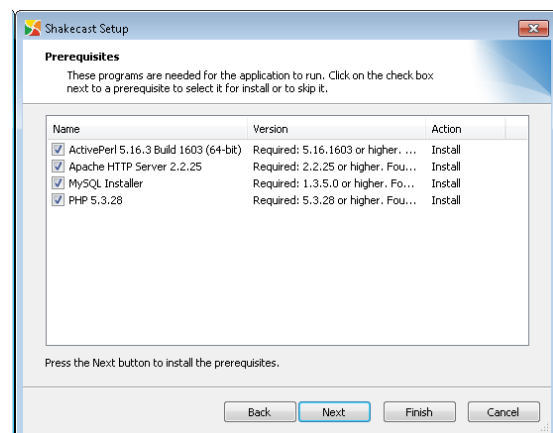 Shakecast Setup
Prerequisites
These programs are needed for the application to run. Click on the check box
next to a prerequisite to select it for install or to skip it.
Name Version Action
ActivePerl 5.16.3 Build 1603 (64-bit) Required: 5.16.1603 or higher. ... Install
Apache HTTP Server 2.2.25 Required: 2.2.25 or higher. Fou... Install
MySQL Installer Required: 1.3.5.0 or higher. Fo... Install
PHP 5.3.28 Required: 5.3.28 or higher. Fou... Install
Press the Next button to install the prerequisites.
Back Next Finish Cancel